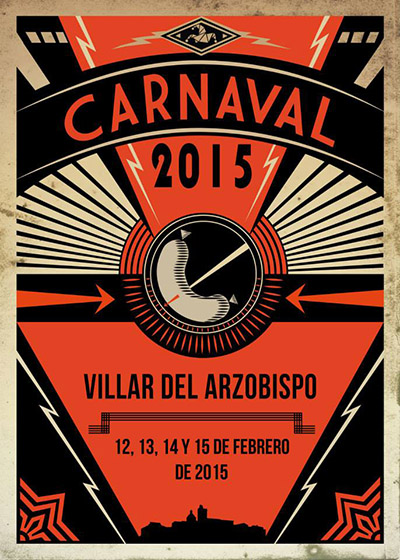 CARNAVAL
2015
VILLAR DEL ARZOBISPO
12, 13, 14 Y 15 DE FEBRERO
DE 2015